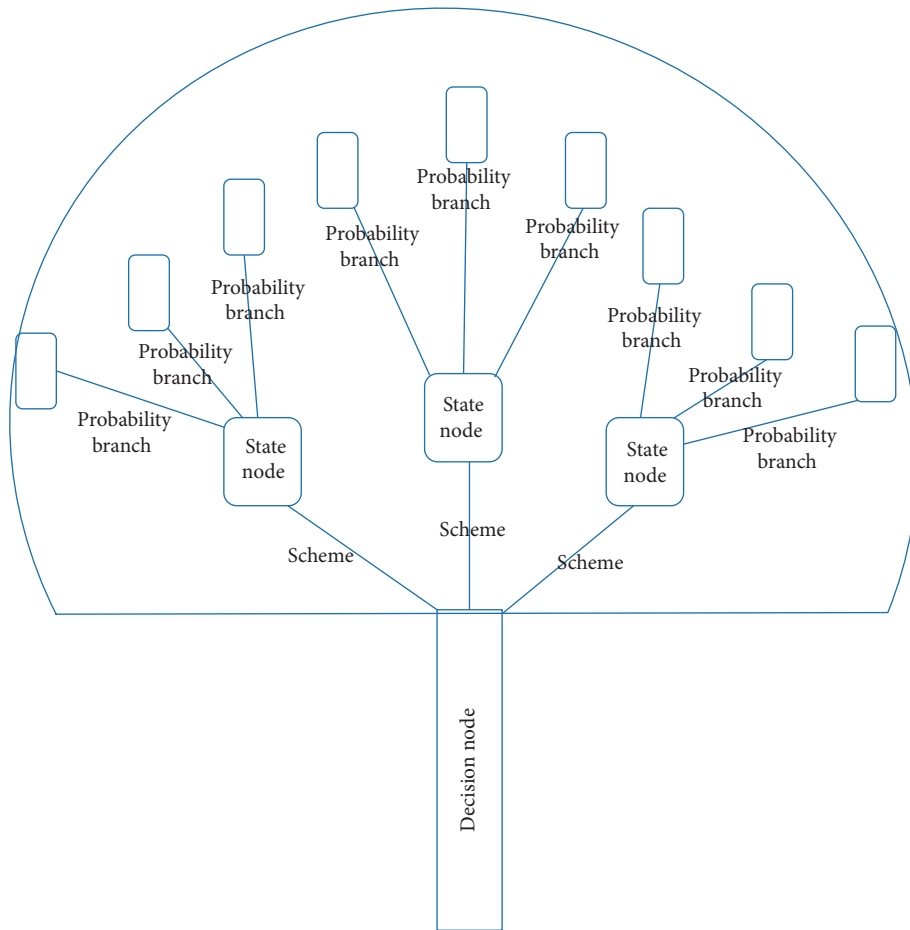 Probability
branch
Probability
branch
Probability
branch
Probability
branch
Probability
branch
Probability
branch
Probability
branch
Probability
branch
Probability
branch
State
node
State
node
State
node
Scheme
Scheme
Scheme
Decision node